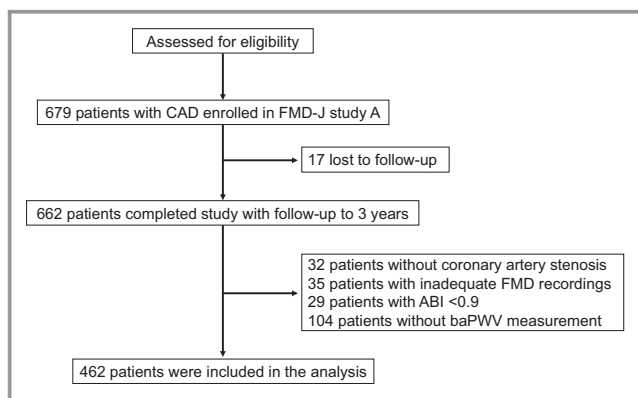 Assessed for eligibility
679 patients with CAD enrolled in FMD-J study A
17 lost to follow-up
662 patients completed study with follow-up to 3 years
32 patients without coronary artery stenosis
35 patients with inadequate FMD recordings
29 patients with ABI <0.9
104 patients without baPWV measurement
462 patients were included in the analysis